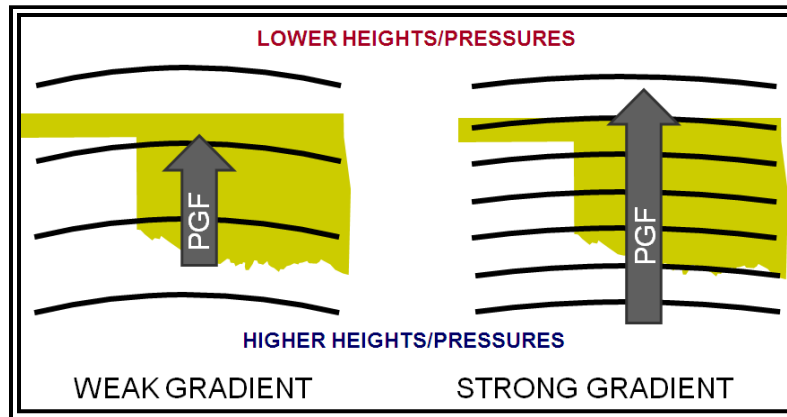 LOWER HEIGHTS/PRESSURES
PGF
PGF
HIGHER HEIGHTS/PRESSURES
WEAK GRADIENT
STRONG GRADIENT